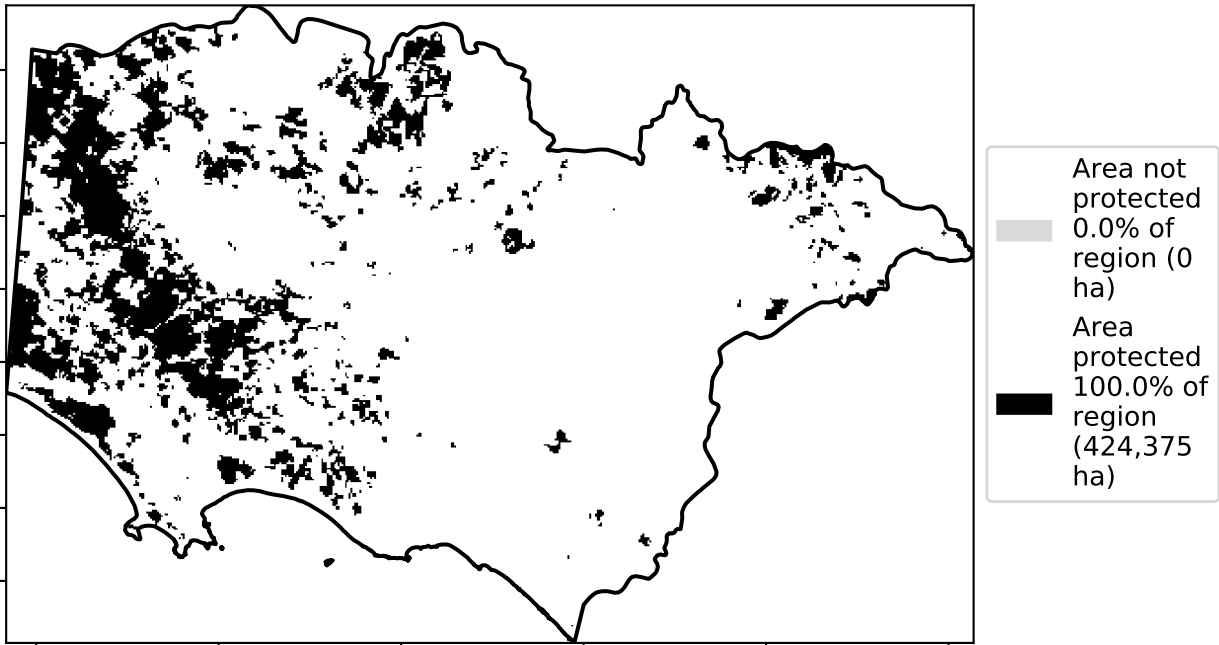 Area not
protected
0.0% of
region (0
ha)
Area
protected
100.0% of
region
(424,375
ha)